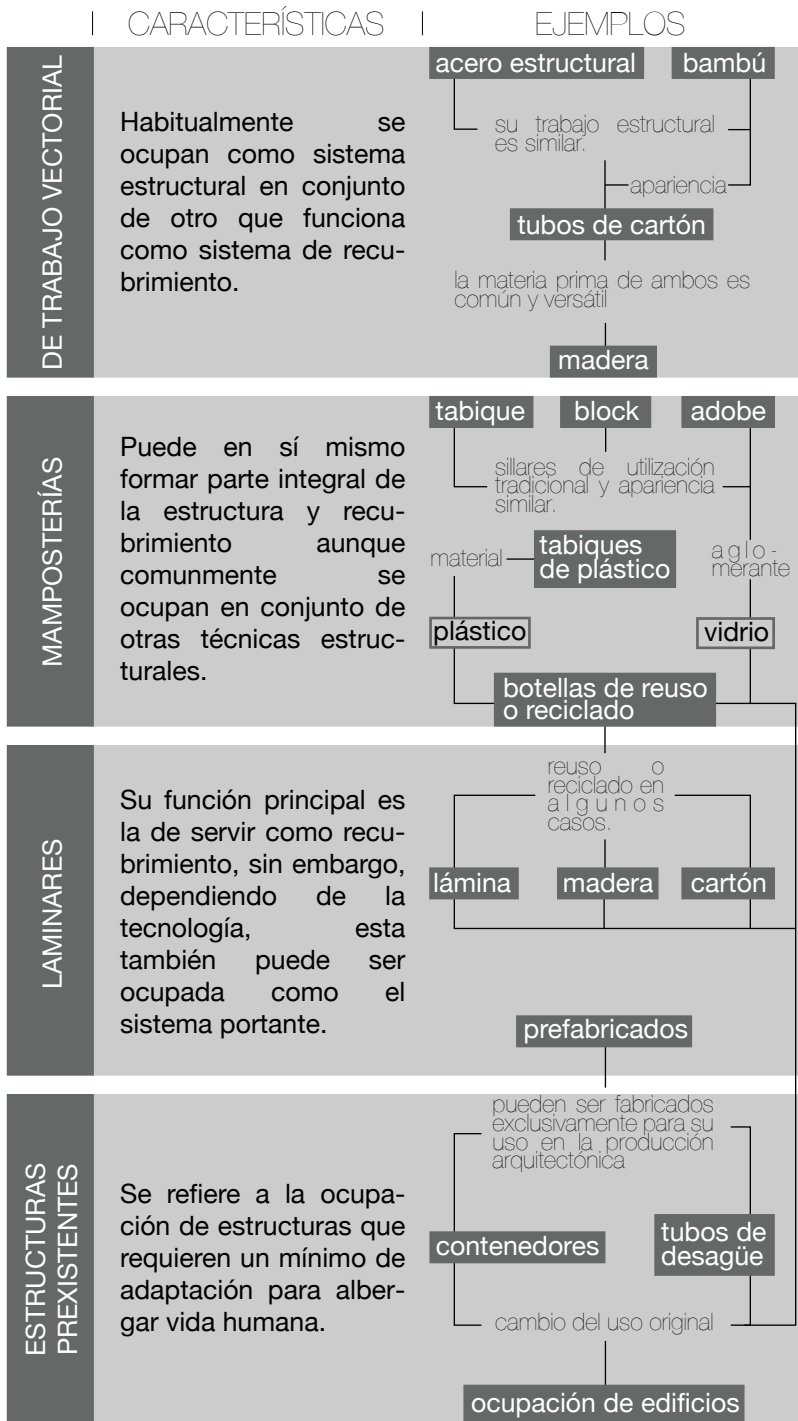 CARACTERÍSTICAS
EJEMPLOS
DE TRABAJO VECTORIAL
Habitualmente se
ocupan como sistema
estructural en conjunto
de otro que funciona
como sistema de recu-
brimiento.
acero estructural
bambú
su trabajo estructural
es similar.
apariencia
tubos de cartón
la materia prima de ambos es
común y versátil
madera
MAMPOSTERÍAS
Puede en sí mismo
formar parte integral de
la estructura y recu-
brimiento aunque
comunmente se
ocupan en conjunto de
otras técnicas estruc-
turales.
tabique
block
adobe
sillares de utilización
tradicional y apariencia
similar.
material
tabiques
de plástico
aglo-
merante
plástico
vidrio
botellas de reuso
o reciclado
LAMINARES
Su función principal es
la de servir como recu-
brimiento, sin embargo,
dependiendo de la
tecnología, esta
también puede ser
ocupada como el
sistema portante.
reuso o
reciclado en
algunos
casos.
lámina
madera
cartón
prefabricados
ESTRUCTURAS
PREXISTENTES
Se refiere a la ocupa-
ción de estructuras que
requieren un mínimo de
adaptación para alber-
gar vida humana.
pueden ser fabricados
exclusivamente para su
uso en la producción
arquitectónica
contenedores
tubos de
desagüe
cambio del uso original
ocupación de edificios